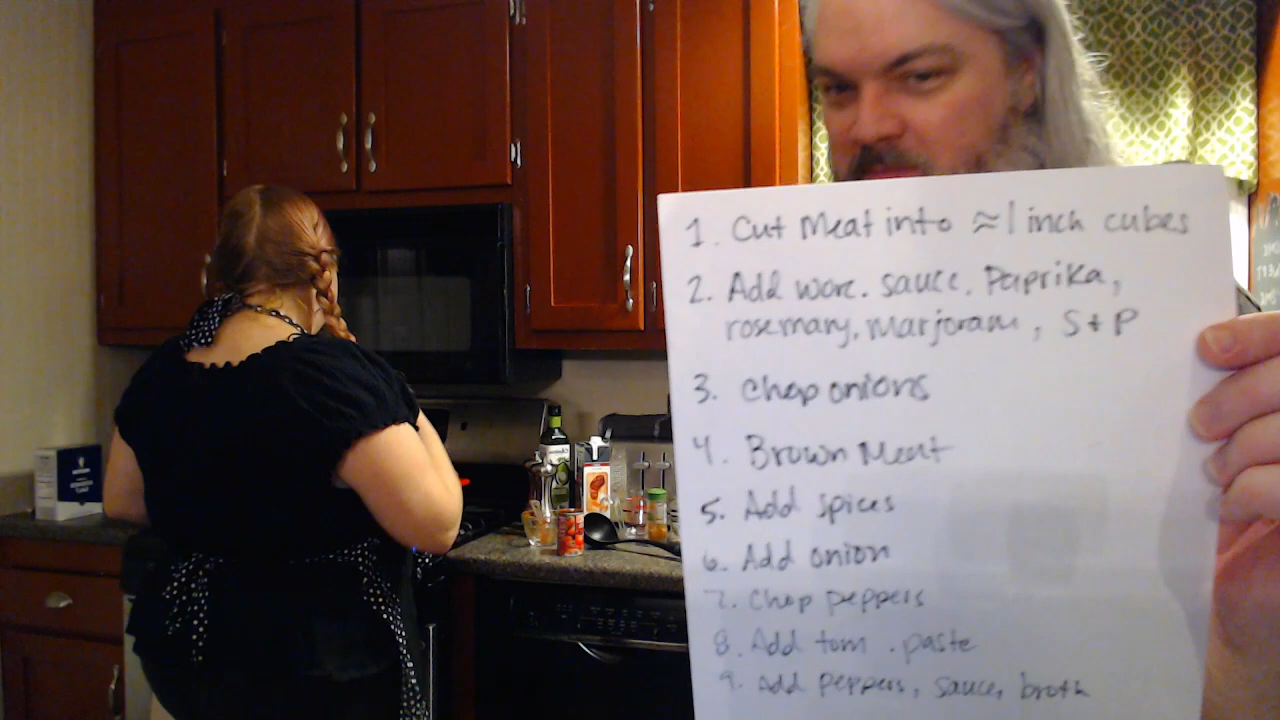 1. Cut Meat into ≈ 1 inch cubes
2. Add worc. sauce, Paprika,
rosemary, Marjoram, S + P
3. Chop onions
4. Brown Meat
5. Add spices
6. Add onion
7. Chop peppers
8. Add tom. paste
9. Add peppers, sauce, broth